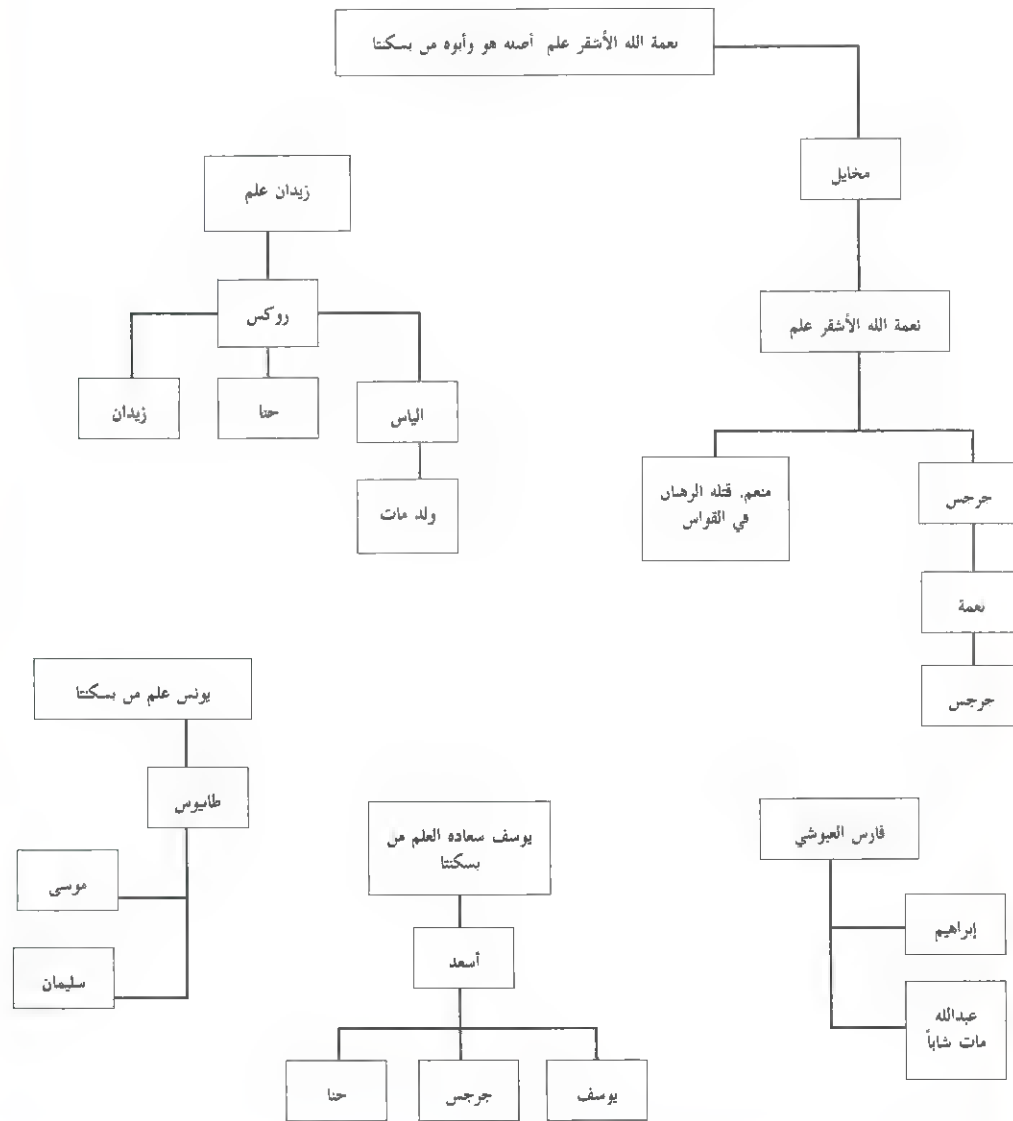 نعمة الله الأشقر علم أصله هو وأبوه من بسكنتا
مخايل
نعمة الله الأشقر علم
منعم، قتله الرهبان
في القواس
جرجس
نعمة
جرجس
زيدان علم
روكس
الياس
حنا
زيدان
ولد مات
يونس علم من بسكنتا
طانيوس
موسى
سليمان
يوسف سعاده العلم من
بسكنتا
أسعد
يوسف
جرجس
حنا
فارس العبوشي
إبراهيم
عبدالله
مات شاباً